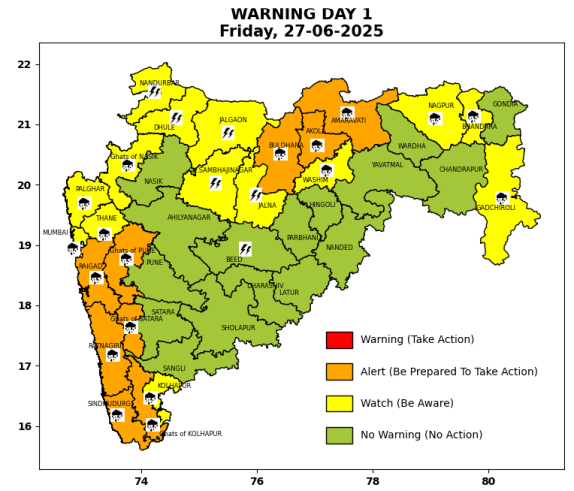 WARNING DAY 1
Friday, 27-06-2025
22
21
20
19
18
17
16
74
76
78
80
NANDURBAR
DHULE
JALGAON
AMARAVATI
AKOL
BULDHANA
WASHIM
NAGPUR
BHANDARA
GONDIA
WARDHA
YAVATMAL
CHANDRAPUR
GADCHIROLI
Ghats of NASIK
NASIK
SAMBHAJINAGAR
JALNA
HINGOLI
PARBHANI
NANDED
PALGHAR
THANE
MUMBAI
AHILYANAGAR
BEED
RAIGAD
Ghats of PUNE
PUNE
DHARASHIV
LATUR
SATARA
Ghats of SATARA
SHOLAPUR
RATNAGIRI
SANGLI
KOLHAPUR
SINDHUDURG
Ghats of KOLHAPUR
Warning (Take Action)
Alert (Be Prepared To Take Action)
Watch (Be Aware)
No Warning (No Action)